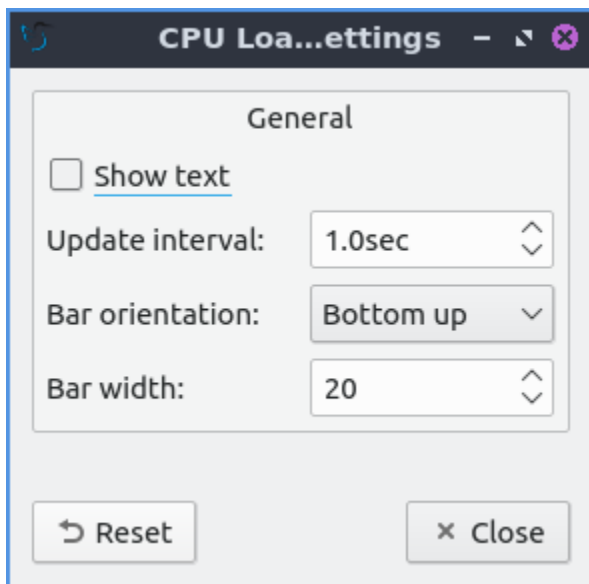 CPU Loa...ettings
General
Show text
Update interval: 1.0sec
Bar orientation: Bottom up
Bar width: 20
Reset Close